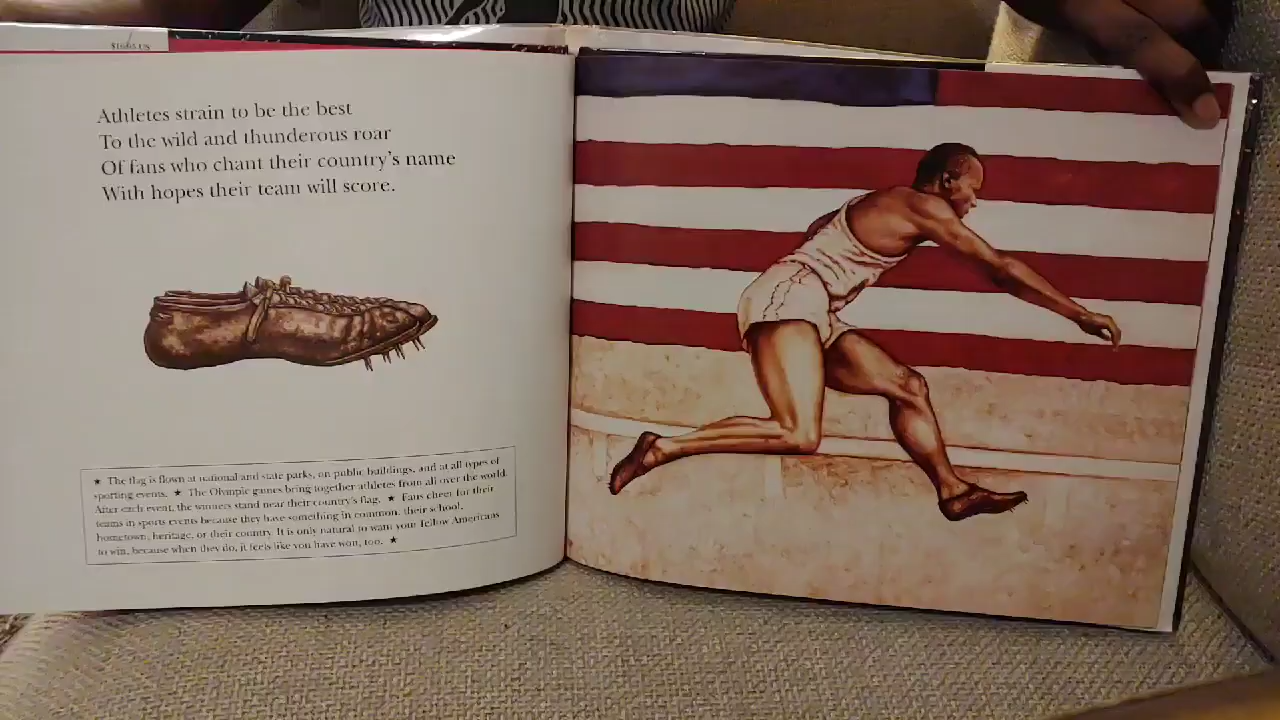 $16.95 US
Athletes strain to be the best
To the wild and thunderous roar
Of fans who chant their country's name
With hopes their team will score.
★ The flag is flown at national and state parks, on public buildings, and at all types of
sporting events. ★ The Olympic games bring together athletes from all over the world.
After each event, the winners stand near their country's flag. ★ Fans cheer for their
teams in sports events because they have something in common, their school,
hometown, heritage, or their country. It is only natural to want your fellow Americans
to win, because when they do, it feels like you have won, too. ★